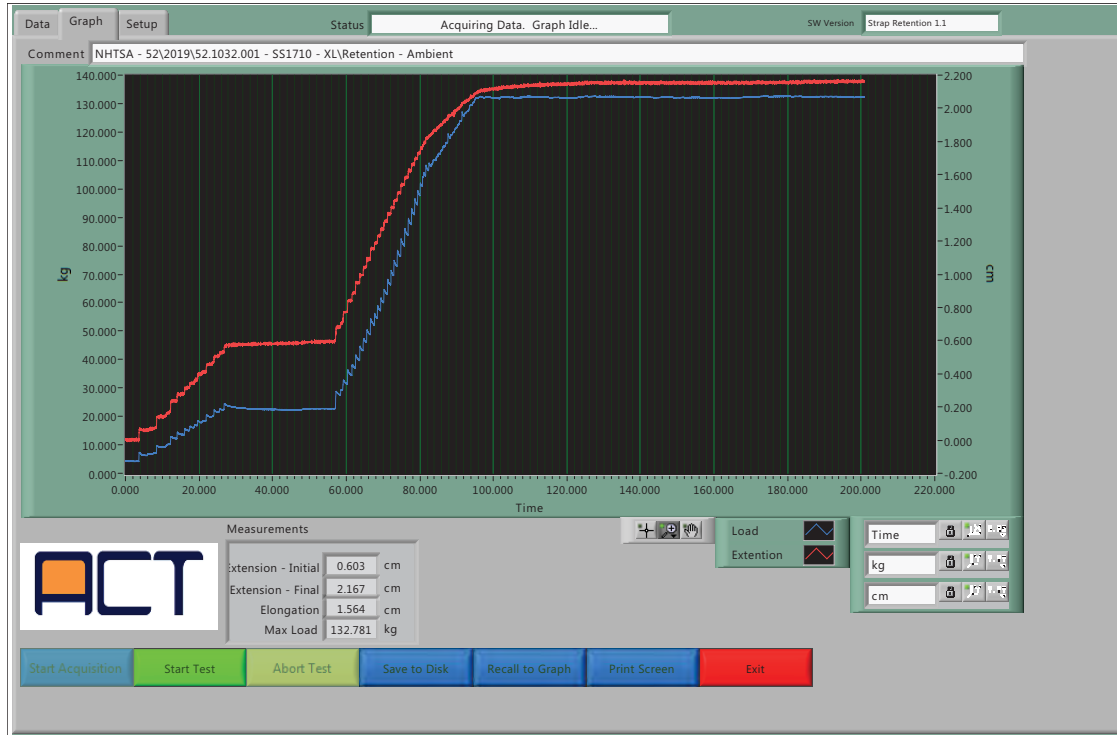 Data Graph Setup Status Acquiring Data. Graph Idle... SW Version Strap Retention 1.1
Comment NHTSA - 52\2019\52.1032.001 - SS1710 - XL\Retention - Ambient
140.000
130.000
120.000
110.000
100.000
90.000
80.000
70.000
60.000
50.000
40.000
30.000
20.000
10.000
0.000
kg
2.200
2.000
1.800
1.600
1.400
1.200
1.000
0.800
0.600
0.400
0.200
0.000
-0.200
cm
0.000 20.000 40.000 60.000 80.000 100.000 120.000 140.000 160.000 180.000 200.000 220.000
Time
Measurements
Extension - Initial 0.603 cm
Extension - Final 2.167 cm
Elongation 1.564 cm
Max Load 132.781 kg
Load
Extention
Time
kg
cm
ACT
Start Acquisition Start Test Abort Test Save to Disk Recall to Graph Print Screen Exit